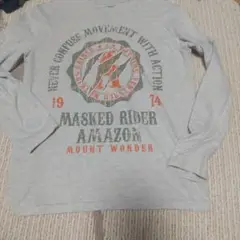 NEVER CONFUSE MOVEMENT WITH ACTION
A
19 74
MASKED RIDER
AMAZON
MOUNT WONDER